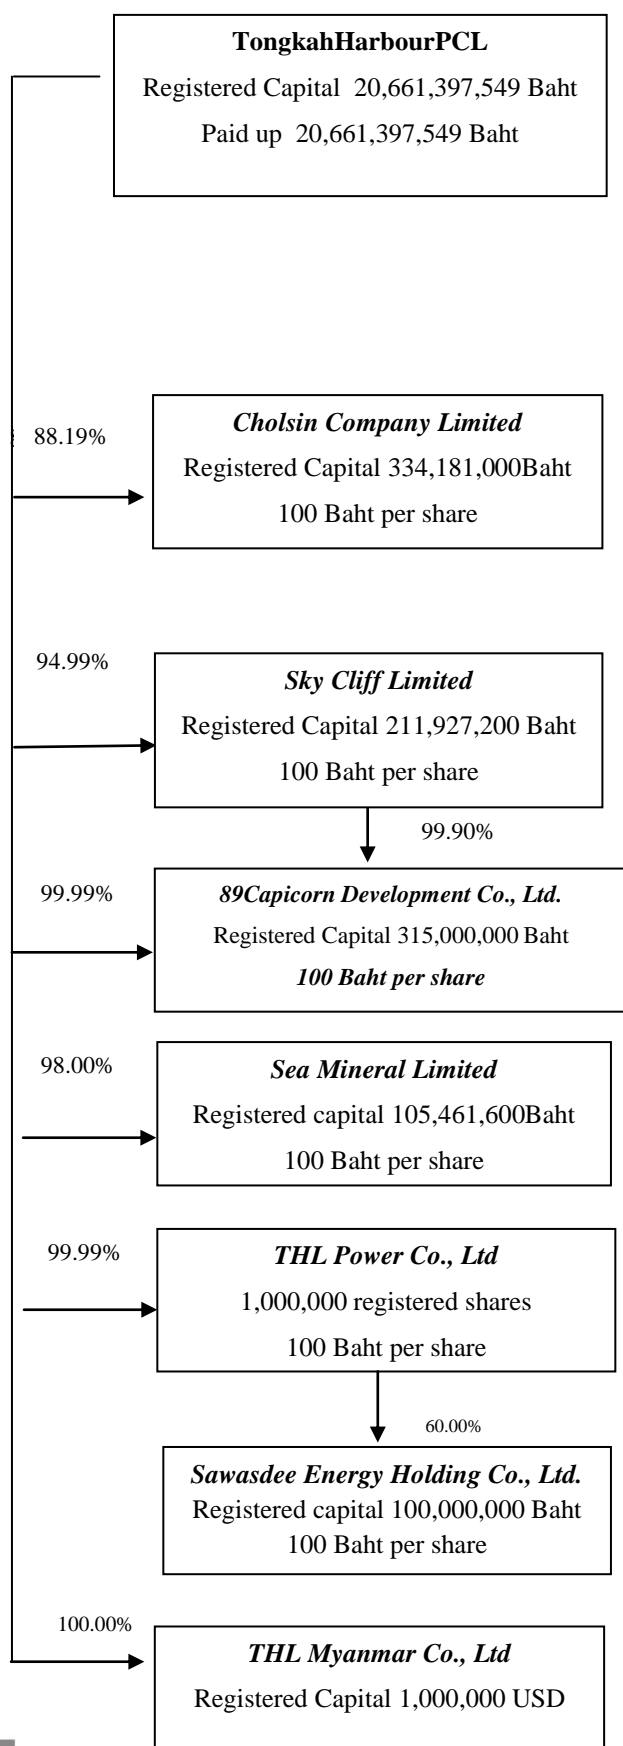 TongkahHarbourPCL
Registered Capital 20,661,397,549 Baht
Paid up 20,661,397,549 Baht
88.19%
Cholsin Company Limited
Registered Capital 334,181,000Baht
100 Baht per share
94.99%
Sky Cliff Limited
Registered Capital 211,927,200 Baht
100 Baht per share
99.90%
99.99%
89Capicorn Development Co., Ltd.
Registered Capital 315,000,000 Baht
100 Baht per share
98.00%
Sea Mineral Limited
Registered capital 105,461,600Baht
100 Baht per share
99.99%
THL Power Co., Ltd
1,000,000 registered shares
100 Baht per share
60.00%
Sawasdee Energy Holding Co., Ltd.
Registered capital 100,000,000 Baht
100 Baht per share
100.00%
THL Myanmar Co., Ltd
Registered Capital 1,000,000 USD